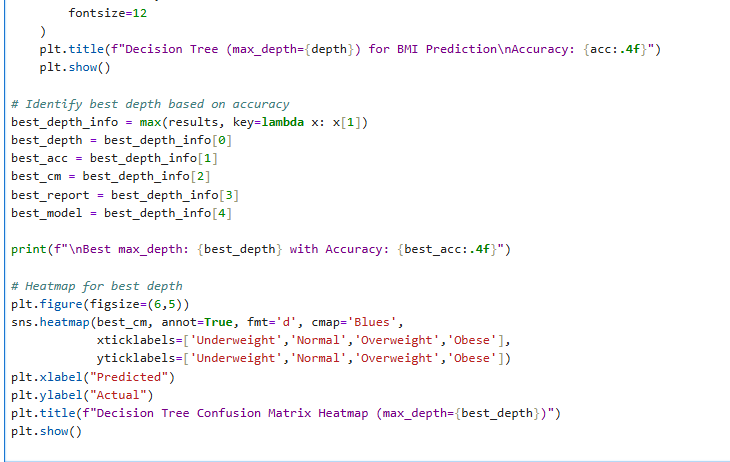 fontsize=12
    )
    plt.title(f"Decision Tree (max_depth={depth}) for BMI Prediction\nAccuracy: {acc:.4f}")
    plt.show()

# Identify best depth based on accuracy
best_depth_info = max(results, key=lambda x: x[1])
best_depth = best_depth_info[0]
best_acc = best_depth_info[1]
best_cm = best_depth_info[2]
best_report = best_depth_info[3]
best_model = best_depth_info[4]

print(f"\nBest max_depth: {best_depth} with Accuracy: {best_acc:.4f}")

# Heatmap for best depth
plt.figure(figsize=(6,5))
sns.heatmap(best_cm, annot=True, fmt='d', cmap='Blues',
            xticklabels=['Underweight','Normal','Overweight','Obese'],
            yticklabels=['Underweight','Normal','Overweight','Obese'])
plt.xlabel("Predicted")
plt.ylabel("Actual")
plt.title(f"Decision Tree Confusion Matrix Heatmap (max_depth={best_depth})")
plt.show()